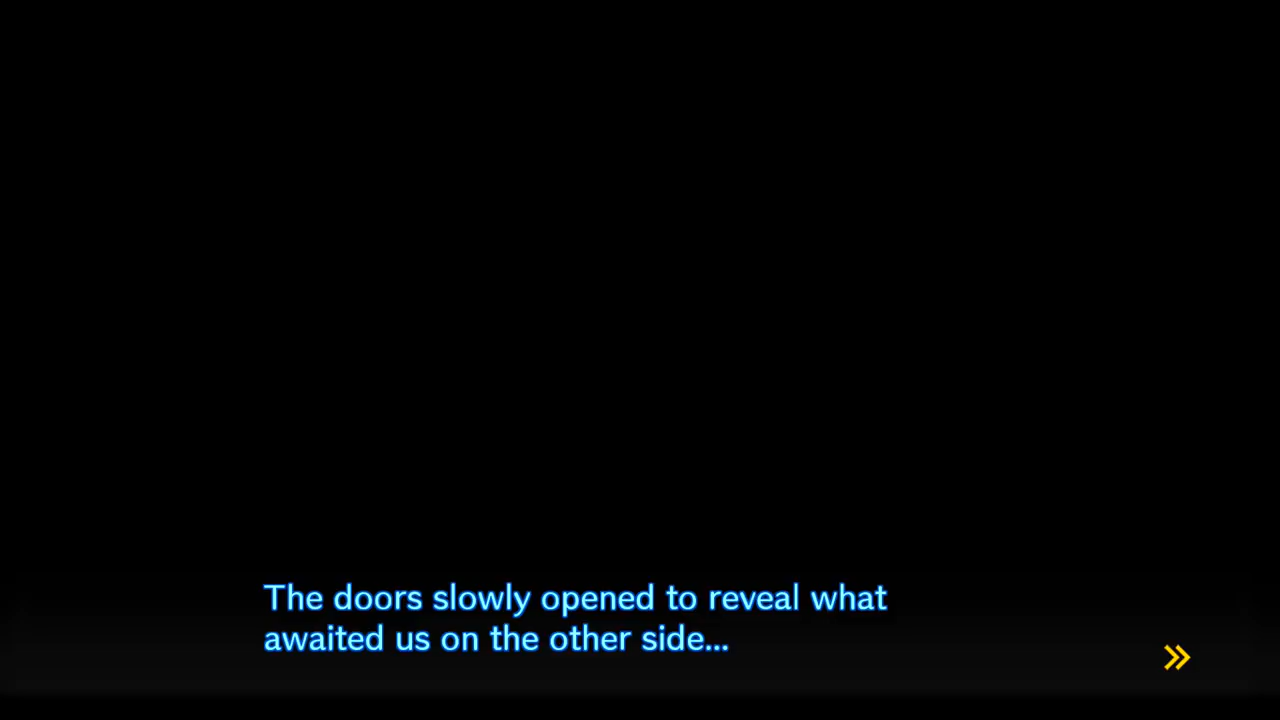 The doors slowly opened to reveal what
awaited us on the other side...